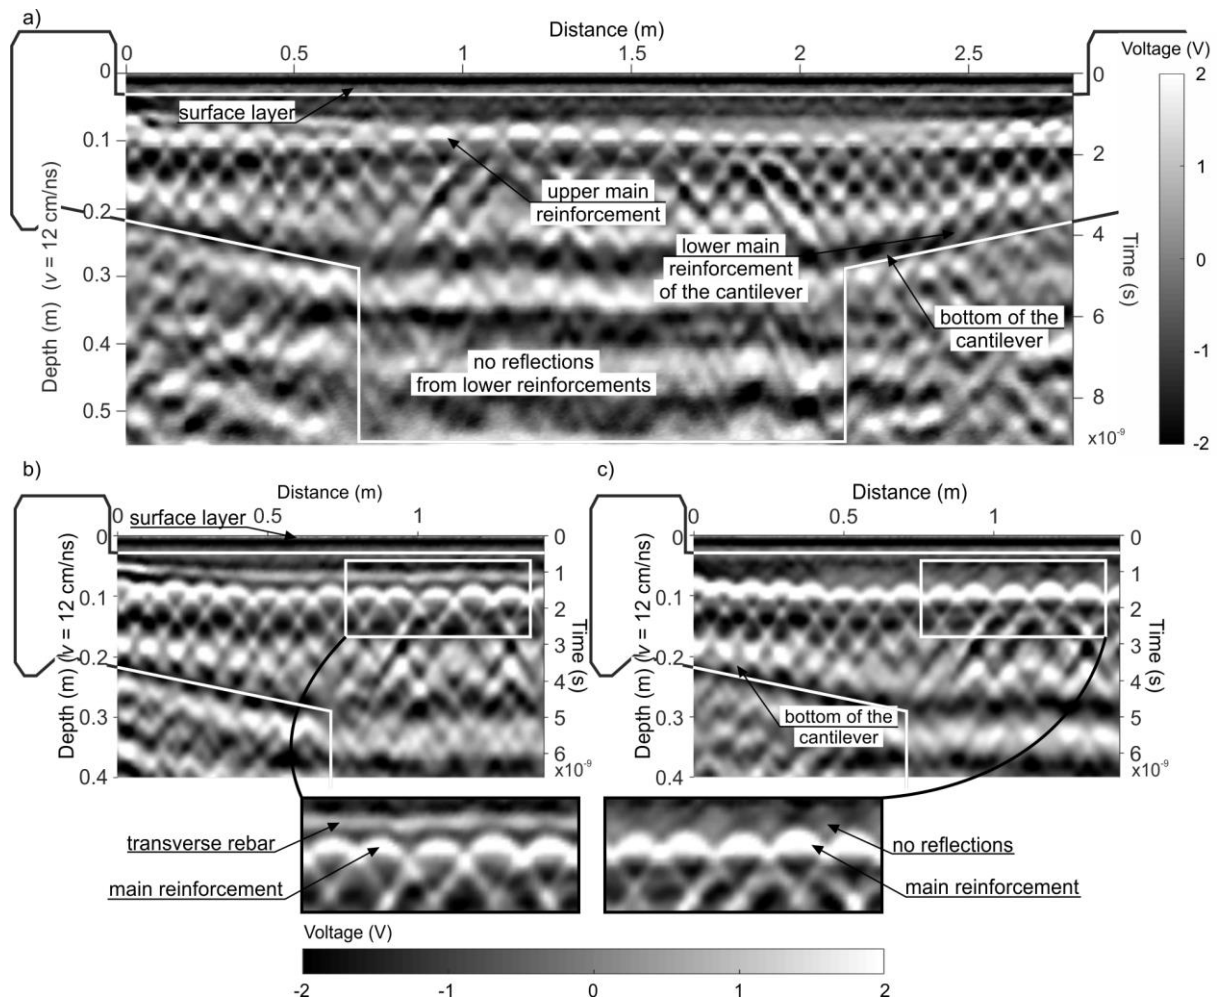 a)
Distance (m)
0 0.5 1 1.5 2 2.5
Voltage (V)
0
0.1
0.2
0.3
0.4
0.5
Depth (m) (v = 12 cm/ns)
0
2
4
6
8
x10⁻⁹
Time (s)
2
1
0
-1
-2
surface layer
upper main
reinforcement
lower main
reinforcement
of the cantilever
bottom of the
cantilever
no reflections
from lower reinforcements
b)
Distance (m)
0 0.5 1
surface layer
0.1
0.2
0.3
0.4
Depth (m) (v = 12 cm/ns)
0
1
2
3
4
5
6
x10⁻⁹
Time (s)
transverse rebar
main reinforcement
c)
Distance (m)
0 0.5 1
0.1
0.2
0.3
0.4
Depth (m) (v = 12 cm/ns)
0
1
2
3
4
5
6
x10⁻⁹
Time (s)
bottom of the
cantilever
no reflections
main reinforcement
Voltage (V)
-2 -1 0 1 2